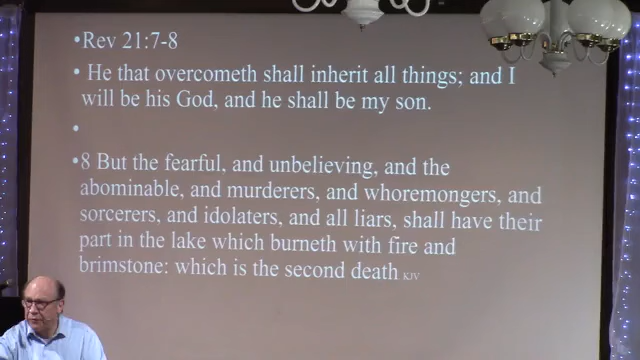 •Rev 21:7-8
• He that overcometh shall inherit all things; and I
will be his God, and he shall be my son.
•
•8 But the fearful, and unbelieving, and the
abominable, and murderers, and whoremongers, and
sorcerers, and idolaters, and all liars, shall have their
part in the lake which burneth with fire and
brimstone: which is the second death KJV